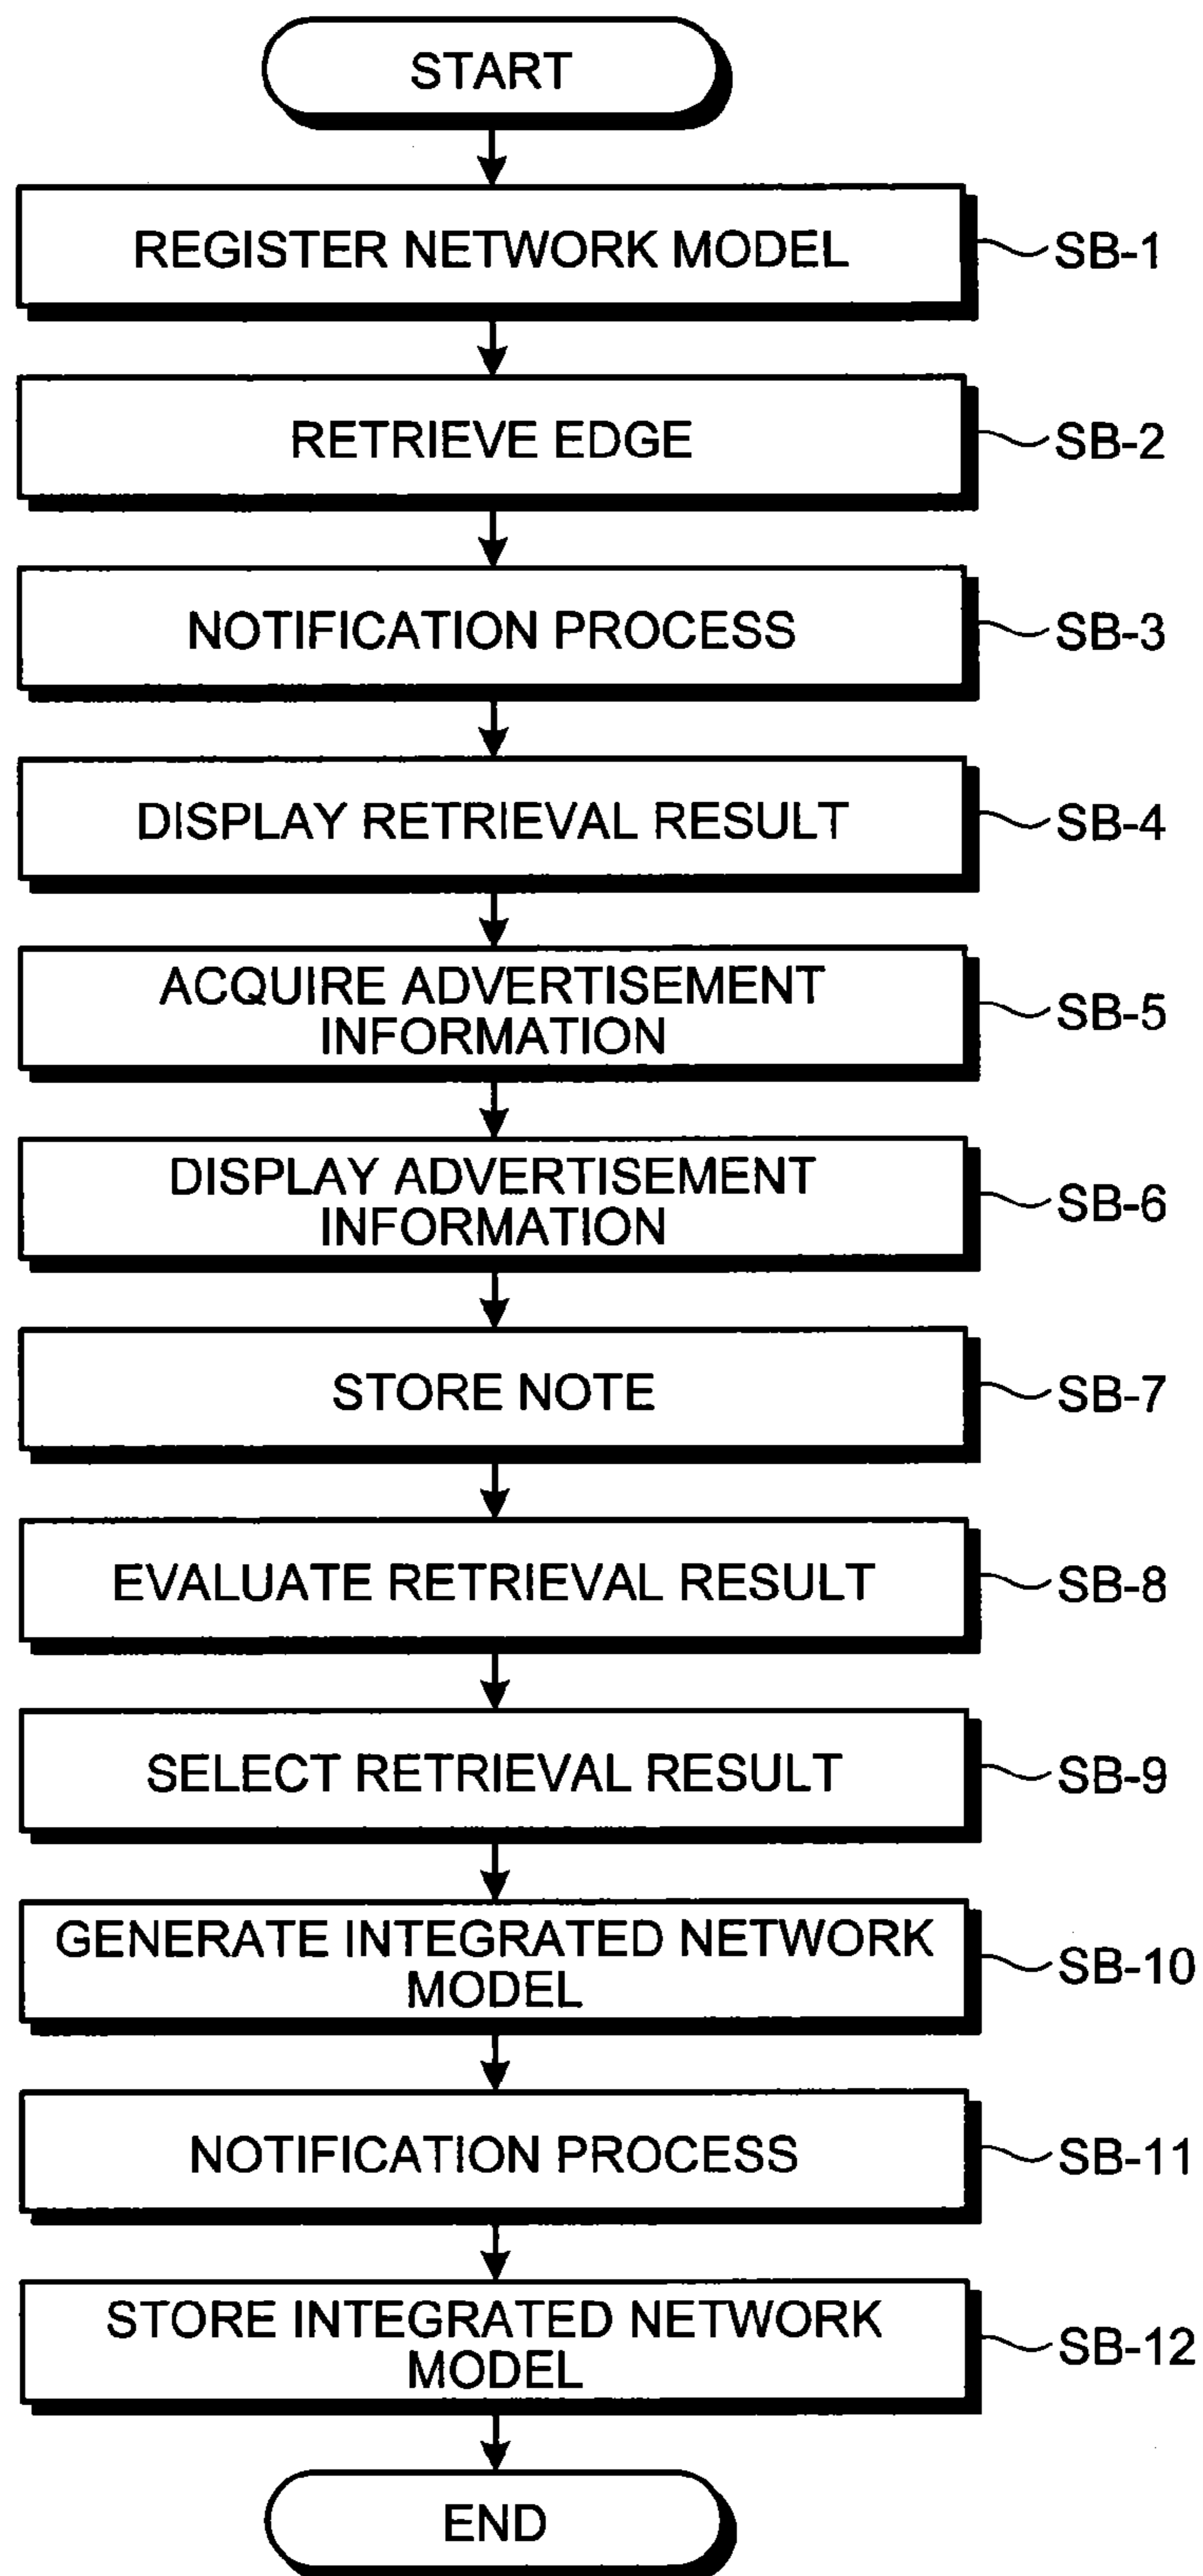 START
REGISTER NETWORK MODEL
SB-1
RETRIEVE EDGE
SB-2
NOTIFICATION PROCESS
SB-3
DISPLAY RETRIEVAL RESULT
SB-4
ACQUIRE ADVERTISEMENT
INFORMATION
SB-5
DISPLAY ADVERTISEMENT
INFORMATION
SB-6
STORE NOTE
SB-7
EVALUATE RETRIEVAL RESULT
SB-8
SELECT RETRIEVAL RESULT
SB-9
GENERATE INTEGRATED NETWORK
MODEL
SB-10
NOTIFICATION PROCESS
SB-11
STORE INTEGRATED NETWORK
MODEL
SB-12
END